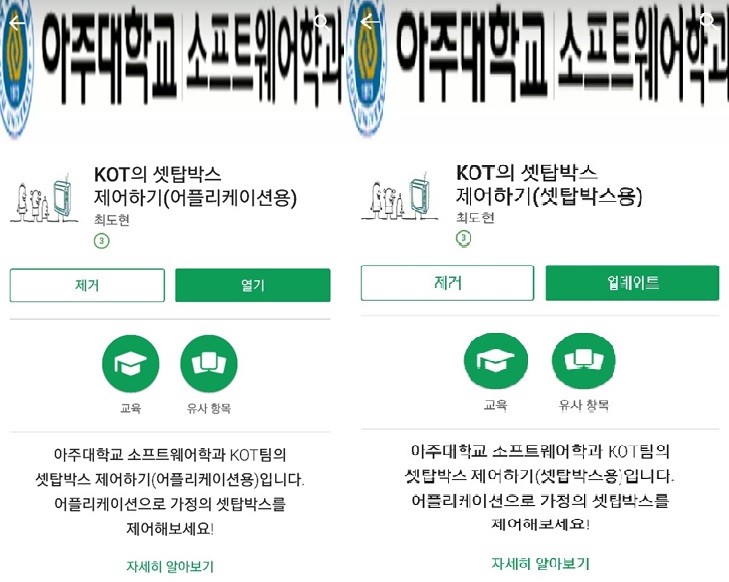 아주대학교 소프트웨어학과
KOT의 셋탑박스
제어하기(어플리케이션용)
최도현
3
제거
열기
교육
유사 항목
아주대학교 소프트웨어학과 KOT팀의
셋탑박스 제어하기(어플리케이션용)입니다.
어플리케이션으로 가정의 셋탑박스를
제어해보세요!
자세히 알아보기
아주대학교 소프트웨어학과
KOT의 셋탑박스
제어하기(셋탑박스용)
최도현
3
제거
업데이트
교육
유사 항목
아주대학교 소프트웨어학과 KOT팀의
셋탑박스 제어하기(셋탑박스용)입니다.
어플리케이션으로 가정의 셋탑박스를
제어해보세요!
자세히 알아보기